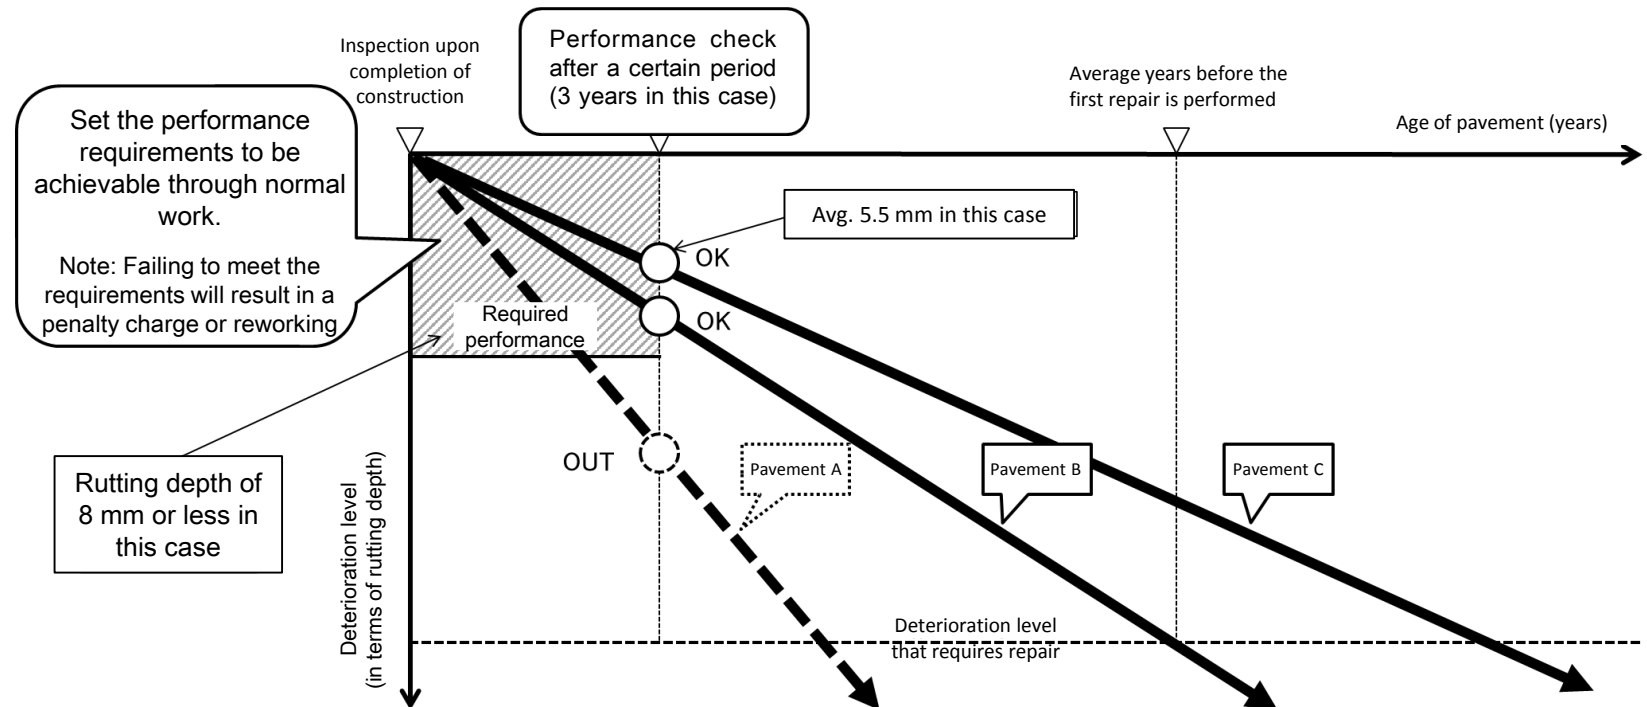 Inspection upon
completion of
construction
Performance check
after a certain period
(3 years in this case)
Average years before the
first repair is performed
Age of pavement (years)
Set the performance
requirements to be
achievable through normal
work.
Note: Failing to meet the
requirements will result in a
penalty charge or reworking
Avg. 5.5 mm in this case
OK
OK
Required
performance
OUT
Pavement A
Pavement B
Pavement C
Rutting depth of
8 mm or less in
this case
Deterioration level
(in terms of rutting depth)
Deterioration level
that requires repair